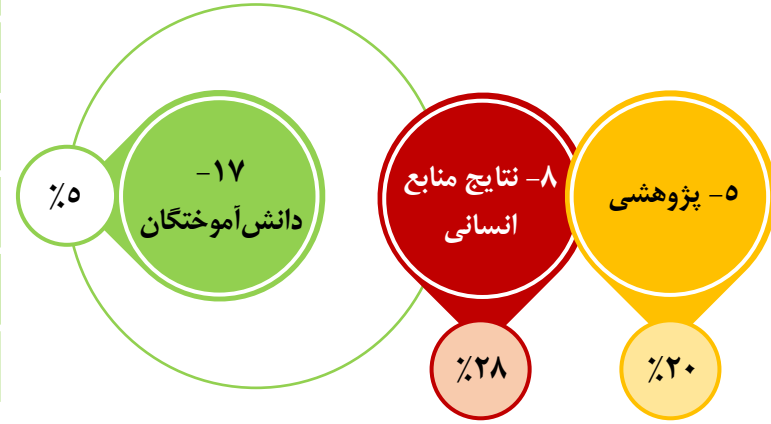 ۵- پژوهشی
٪۲۰
۸- نتایج منابع
انسانی
٪۲۸
۱۷-
دانش‌آموختگان
٪۵